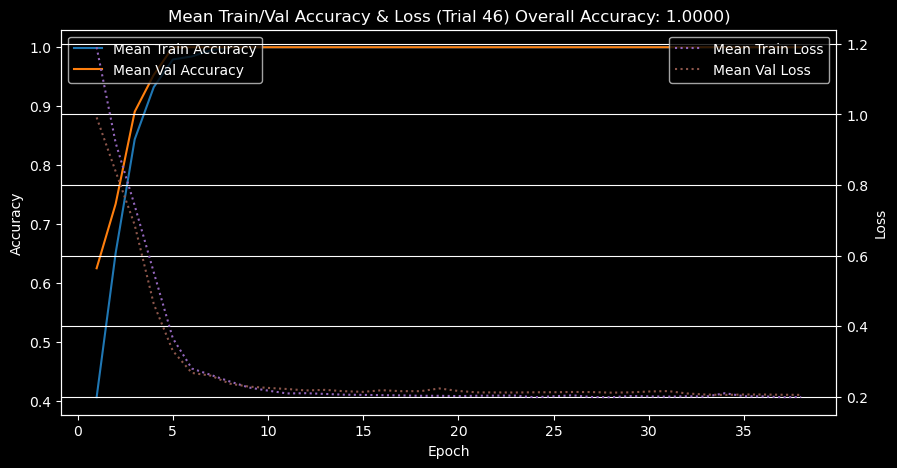 Mean Train/Val Accuracy & Loss (Trial 46) Overall Accuracy: 1.0000)
Mean Train Accuracy
Mean Val Accuracy
Mean Train Loss
Mean Val Loss
Accuracy
1.0
0.9
0.8
0.7
0.6
0.5
0.4
1.2
1.0
0.8
0.6
0.4
0.2
Loss
0 5 10 15 20 25 30 35
Epoch